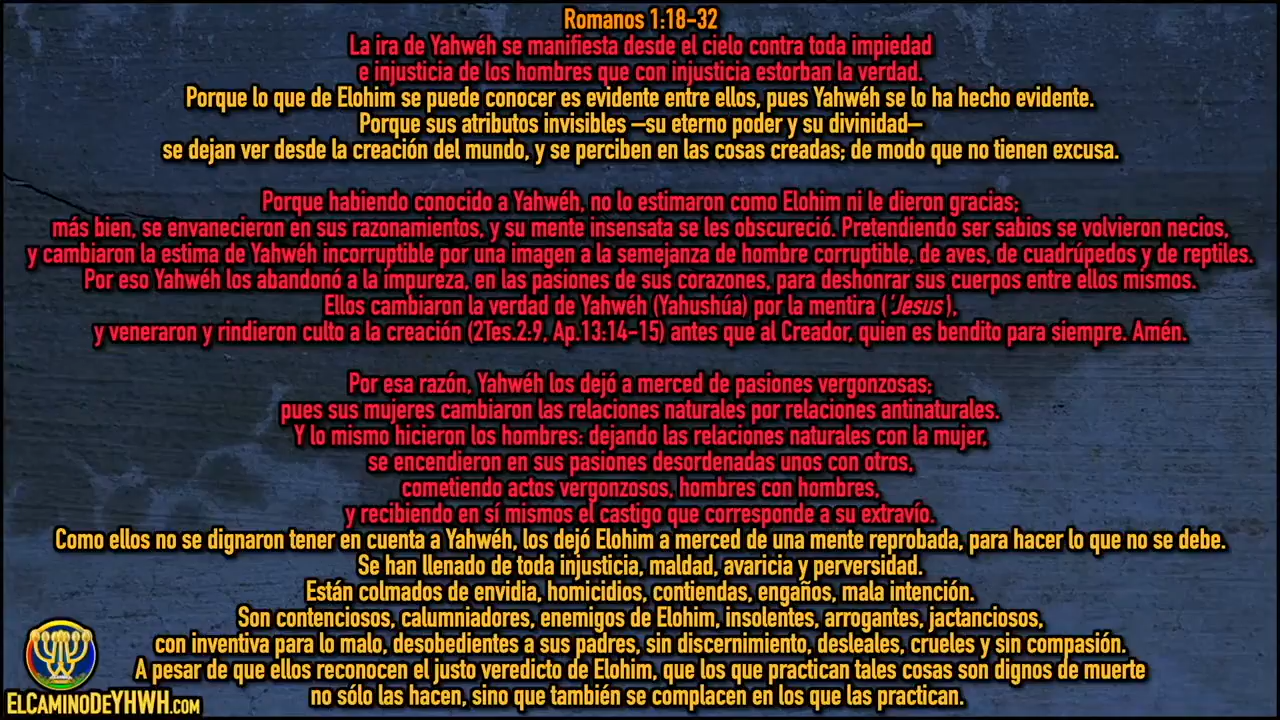 Romanos 1:18-32
La ira de Yahwéh se manifiesta desde el cielo contra toda impiedad
e injusticia de los hombres que con injusticia estorban la verdad.
Porque lo que de Elohim se puede conocer es evidente entre ellos, pues Yahwéh se lo ha hecho evidente.
Porque sus atributos invisibles –su eterno poder y su divinidad–
se dejan ver desde la creación del mundo, y se perciben en las cosas creadas; de modo que no tienen excusa.
Porque habiendo conocido a Yahwéh, no lo estimaron como Elohim ni le dieron gracias;
más bien, se envanecieron en sus razonamientos, y su mente insensata se les obscureció. Pretendiendo ser sabios se volvieron necios,
y cambiaron la estima de Yahwéh incorruptible por una imagen a la semejanza de hombre corruptible, de aves, de cuadrúpedos y de reptiles.
Por eso Yahwéh los abandonó a la impureza, en las pasiones de sus corazones, para deshonrar sus cuerpos entre ellos mismos.
Ellos cambiaron la verdad de Yahwéh (Yahushúa) por la mentira ( 'Jesus'),
y veneraron y rindieron culto a la creación (2Tes.2:9, Ap.13:14-15) antes que al Creador, quien es bendito para siempre. Amén.
Por esa razón, Yahwéh los dejó a merced de pasiones vergonzosas;
pues sus mujeres cambiaron las relaciones naturales por relaciones antinaturales.
Y lo mismo hicieron los hombres: dejando las relaciones naturales con la mujer,
se encendieron en sus pasiones desordenadas unos con otros,
cometiendo actos vergonzosos, hombres con hombres,
y recibiendo en sí mismos el castigo que corresponde a su extravío.
Como ellos no se dignaron tener en cuenta a Yahwéh, los dejó Elohim a merced de una mente reprobada, para hacer lo que no se debe.
Se han llenado de toda injusticia, maldad, avaricia y perversidad.
Están colmados de envidia, homicidios, contiendas, engaños, mala intención.
Son contenciosos, calumniadores, enemigos de Elohim, insolentes, arrogantes, jactanciosos,
con inventiva para lo malo, desobedientes a sus padres, sin discernimiento, desleales, crueles y sin compasión.
A pesar de que ellos reconocen el justo veredicto de Elohim, que los que practican tales cosas son dignos de muerte
no sólo las hacen, sino que también se complacen en los que las practican.
ELCAMINODEYHWH.com